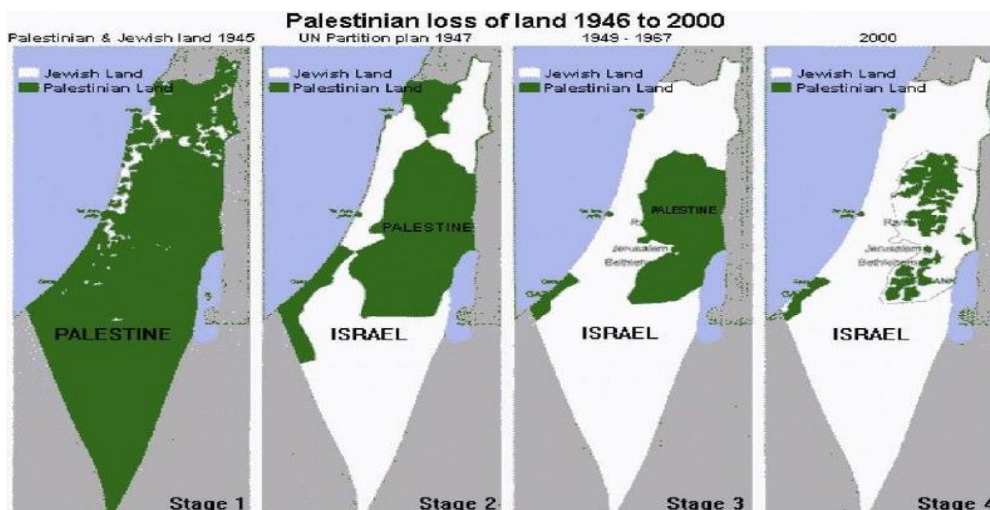 Palestinian loss of land 1946 to 2000
Palestinian & Jewish land 1945
UN Partition plan 1947
1949 - 1967
2000
Jewish Land
Palestinian Land
PALESTINE
Stage 1
Jewish Land
Palestinian Land
PALESTINE
ISRAEL
Stage 2
Jewish Land
Palestinian Land
PALESTINE
Jerusalem
ISRAEL
Stage 3
Jewish Land
Palestinian Land
Jerusalem
Bethlehem
ISRAEL
Stage 4